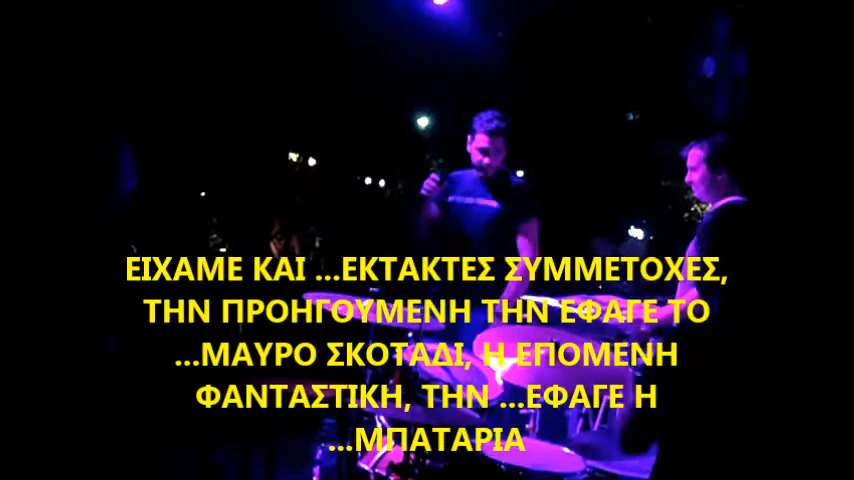 ΕΙΧΑΜΕ ΚΑΙ ...ΕΚΤΑΚΤΕΣ ΣΥΜΜΕΤΟΧΕΣ,
ΤΗΝ ΠΡΟΗΓΟΥΜΕΝΗ ΤΗΝ ΕΦΑΓΕ ΤΟ
...ΜΑΥΡΟ ΣΚΟΤΑΔΙ, Η ΕΠΟΜΕΝΗ
ΦΑΝΤΑΣΤΙΚΗ, ΤΗΝ ...ΕΦΑΓΕ Η
...ΜΠΑΤΑΡΙΑ